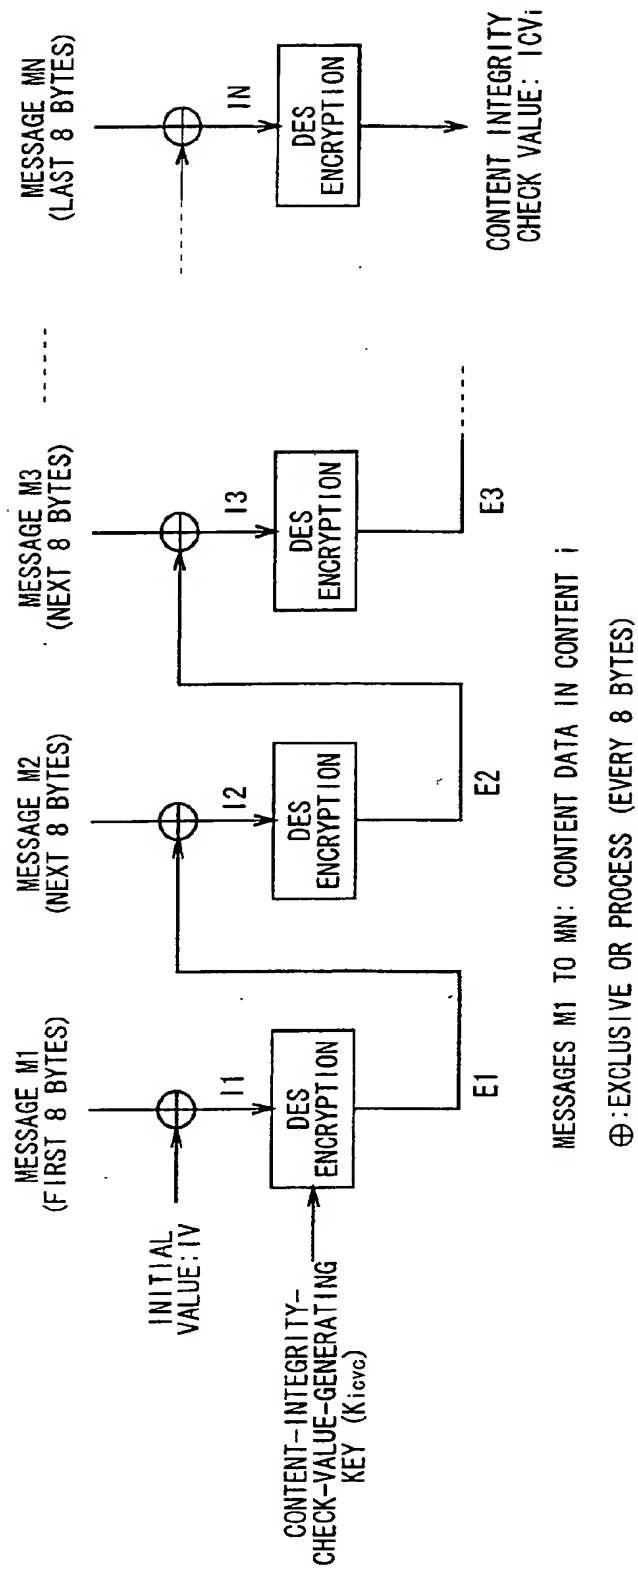 MESSAGE M1
(FIRST 8 BYTES)
MESSAGE M2
(NEXT 8 BYTES)
MESSAGE M3
(NEXT 8 BYTES)
MESSAGE MN
(LAST 8 BYTES)
INITIAL
VALUE:IV
I1
I2
I3
IN
DES
ENCRYPTION
DES
ENCRYPTION
DES
ENCRYPTION
DES
ENCRYPTION
CONTENT-INTEGRITY-
CHECK-VALUE-GENERATING
KEY (Kicvc)
E1
E2
E3
CONTENT INTEGRITY
CHECK VALUE: ICVi
MESSAGES M1 TO MN: CONTENT DATA IN CONTENT i
⊕:EXCLUSIVE OR PROCESS (EVERY 8 BYTES)